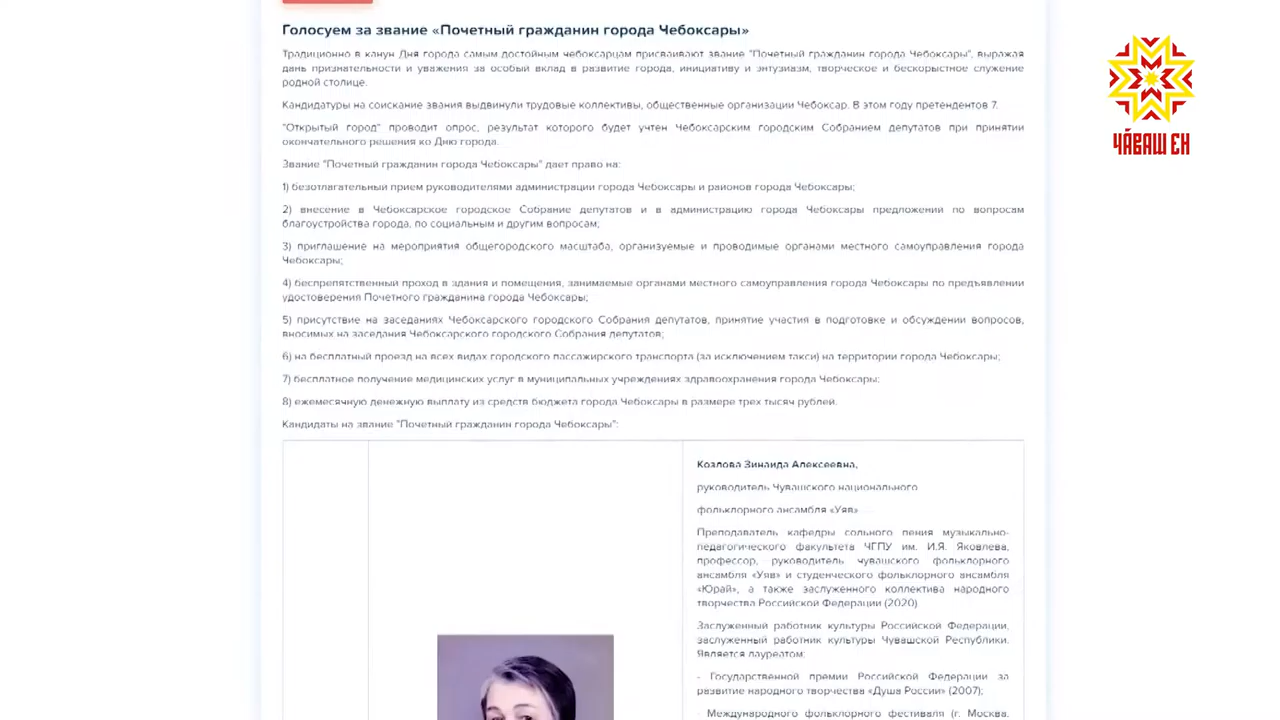 Голосуем за звание «Почетный гражданин города Чебоксары»
Традиционно в канун Дня города самым достойным чебоксарцам присваивают звание "Почетный гражданин города Чебоксары", выражая
дань признательности и уважения за особый вклад в развитие города, инициативу и энтузиазм, творческое и бескорыстное служение
родной столице.
Кандидатуры на соискание звания выдвинули трудовые коллективы, общественные организации Чебоксар. В этом году претендентов 7.
"Открытый город" проводит опрос, результат которого будет учтен Чебоксарским городским Собранием депутатов при принятии
окончательного решения ко Дню города.
Звание "Почетный гражданин города Чебоксары" дает право на:
1) безотлагательный прием руководителями администрации города Чебоксары и районов города Чебоксары;
2) внесение в Чебоксарское городское Собрание депутатов и в администрацию города Чебоксары предложений по вопросам
благоустройства города, по социальным и другим вопросам;
3) приглашение на мероприятия общегородского масштаба, организуемые и проводимые органами местного самоуправления города
Чебоксары;
4) беспрепятственный проход в здания и помещения, занимаемые органами местного самоуправления города Чебоксары по предъявлении
удостоверения Почетного гражданина города Чебоксары;
5) присутствие на заседаниях Чебоксарского городского Собрания депутатов, принятие участия в подготовке и обсуждении вопросов,
вносимых на заседания Чебоксарского городского Собрания депутатов;
6) на бесплатный проезд на всех видах городского пассажирского транспорта (за исключением такси) на территории города Чебоксары;
7) бесплатное получение медицинских услуг в муниципальных учреждениях здравоохранения города Чебоксары;
8) ежемесячную денежную выплату из средств бюджета города Чебоксары в размере трех тысяч рублей.
Кандидаты на звание "Почетный гражданин города Чебоксары":
Козлова Зинаида Алексеевна,
руководитель Чувашского национального
фольклорного ансамбля «Уяв»
Преподаватель кафедры сольного пения музыкально-
педагогического факультета ЧГПУ им. И.Я. Яковлева,
профессор, руководитель чувашского фольклорного
ансамбля «Уяв» и студенческого фольклорного ансамбля
«Юрай», а также заслуженного коллектива народного
творчества Российской Федерации (2020)
Заслуженный работник культуры Российской Федерации,
заслуженный работник культуры Чувашской Республики.
Является лауреатом:
- Государственной премии Российской Федерации за
развитие народного творчества «Душа России» (2007);
- Международного фольклорного фестиваля (г. Москва,
ЧӐВАШ ЕН